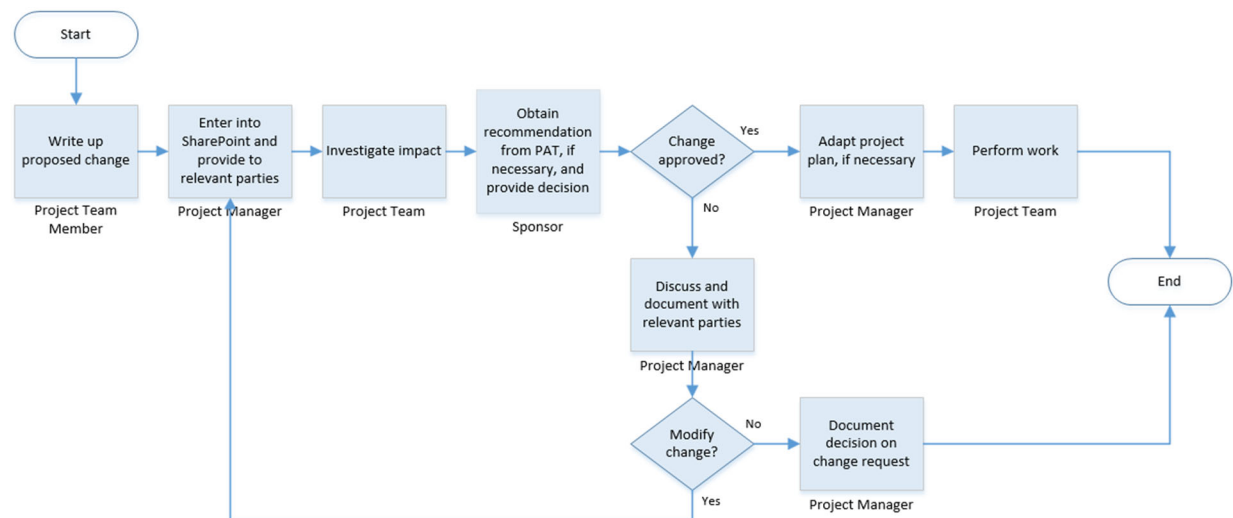 Start
Write up
proposed change
Project Team
Member
Enter into
SharePoint and
provide to
relevant parties
Project Manager
Investigate impact
Project Team
Obtain
recommendation
from PAT, if
necessary, and
provide decision
Sponsor
Change
approved?
Yes
No
Adapt project
plan, if necessary
Project Manager
Perform work
Project Team
End
Discuss and
document with
relevant parties
Project Manager
Modify
change?
No
Yes
Document
decision on
change request
Project Manager